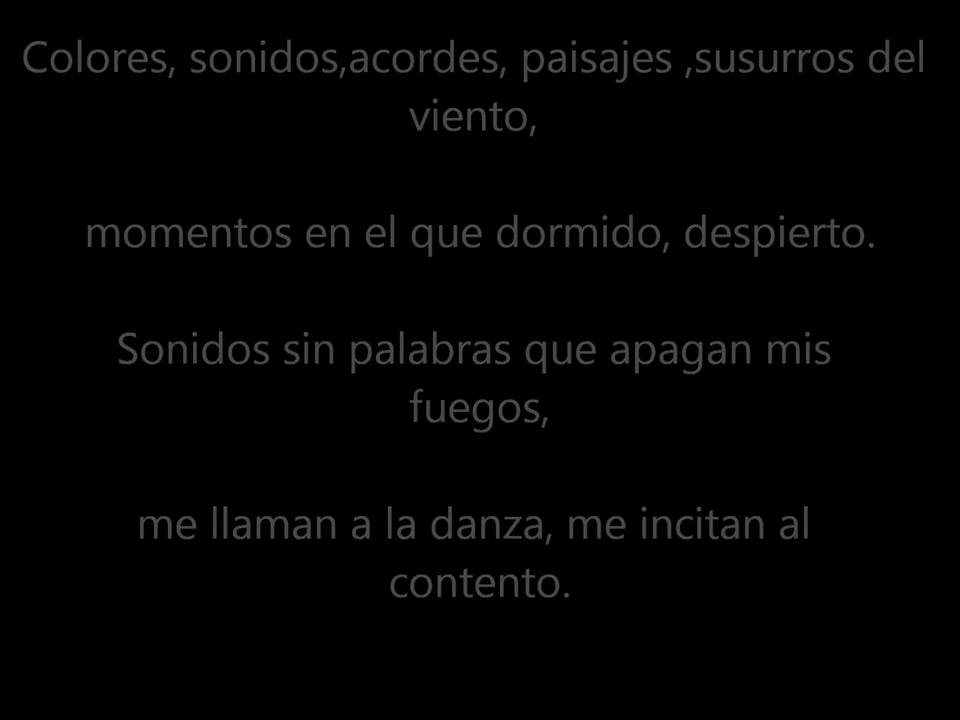 Colores, sonidos,acordes, paisajes ,susurros del
viento,
momentos en el que dormido, despierto.
Sonidos sin palabras que apagan mis
fuegos,
me llaman a la danza, me incitan al
contento.